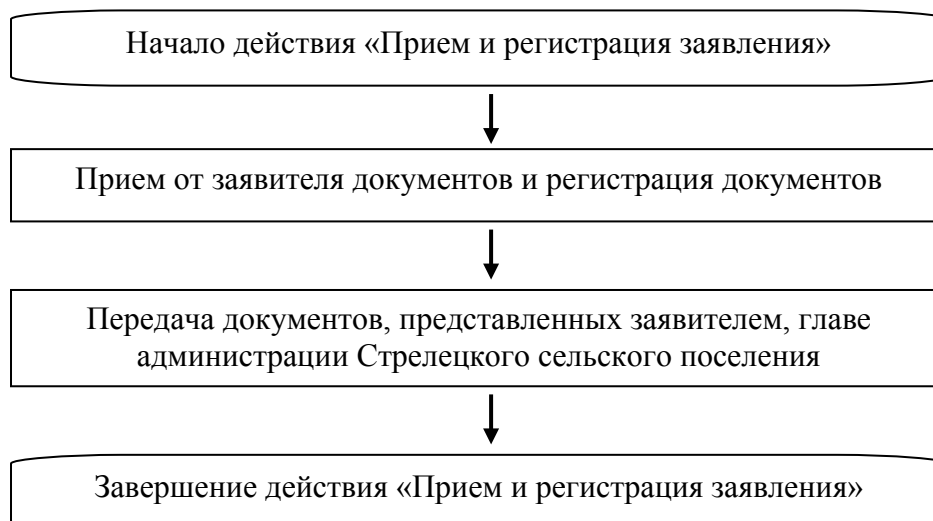 Начало действия «Прием и регистрация заявления»
Прием от заявителя документов и регистрация документов
Передача документов, представленных заявителем, главе
администрации Стрелецкого сельского поселения
Завершение действия «Прием и регистрация заявления»